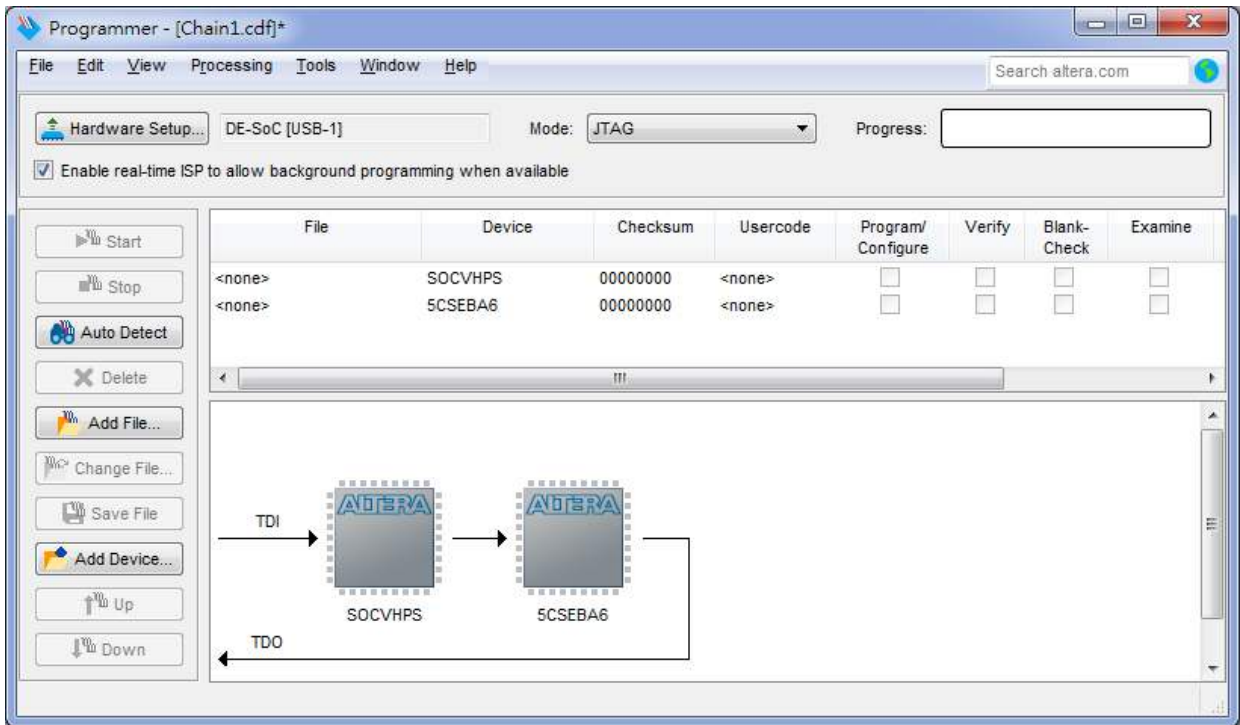 Programmer - [Chain1.cdf]*
File Edit View Processing Tools Window Help
Search altera.com
Hardware Setup... DE-SoC [USB-1] Mode: JTAG Progress:
Enable real-time ISP to allow background programming when available
Start
Stop
Auto Detect
Delete
Add File...
Change File...
Save File
Add Device...
Up
Down
File Device Checksum Usercode Program/ Verify Blank- Examine
Configure Check
<none> SOCVHPS 00000000 <none>
<none> 5CSEBA6 00000000 <none>
ALTERA ALTERA
TDI
SOCVHPS 5CSEBA6
TDO